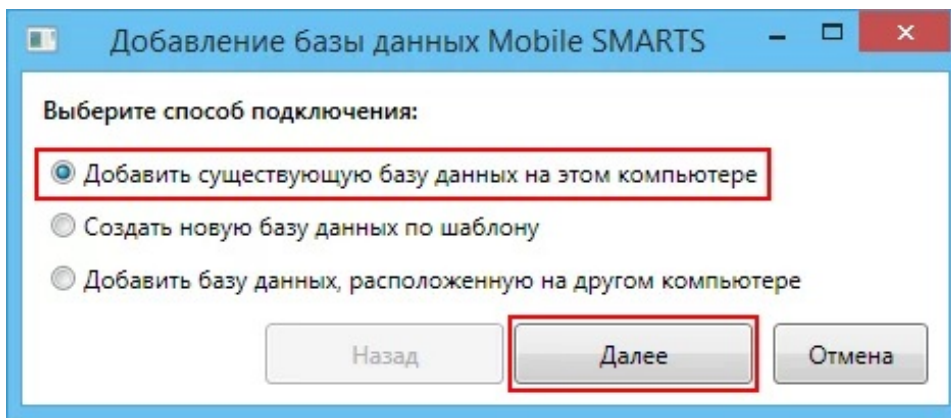 Добавление базы данных Mobile SMARTS
Выберите способ подключения:
Добавить существующую базу данных на этом компьютере
Создать новую базу данных по шаблону
Добавить базу данных, расположенную на другом компьютере
Назад Далее Отмена